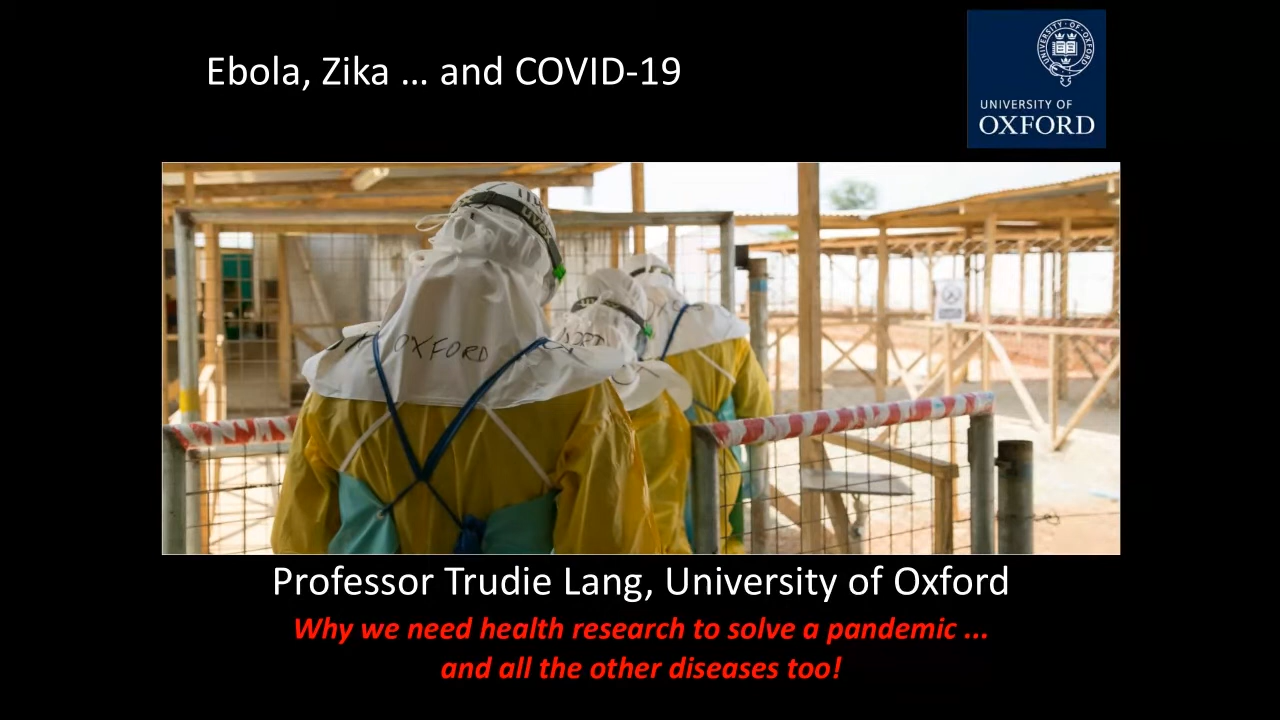 Ebola, Zika ... and COVID-19
UNIVERSITY OF
OXFORD
uvex
OXFORD
Professor Trudie Lang, University of Oxford
Why we need health research to solve a pandemic ...
and all the other diseases too!